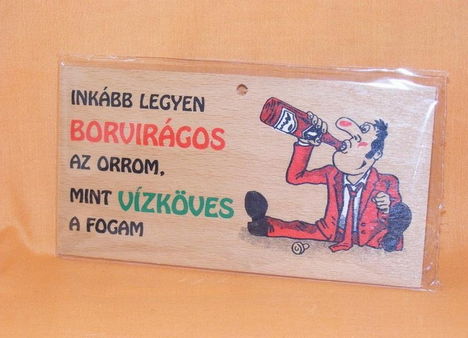 INKÁBB LEGYEN
BORVIRÁGOS
AZ ORROM,
MINT VÍZKÖVES
A FOGAM